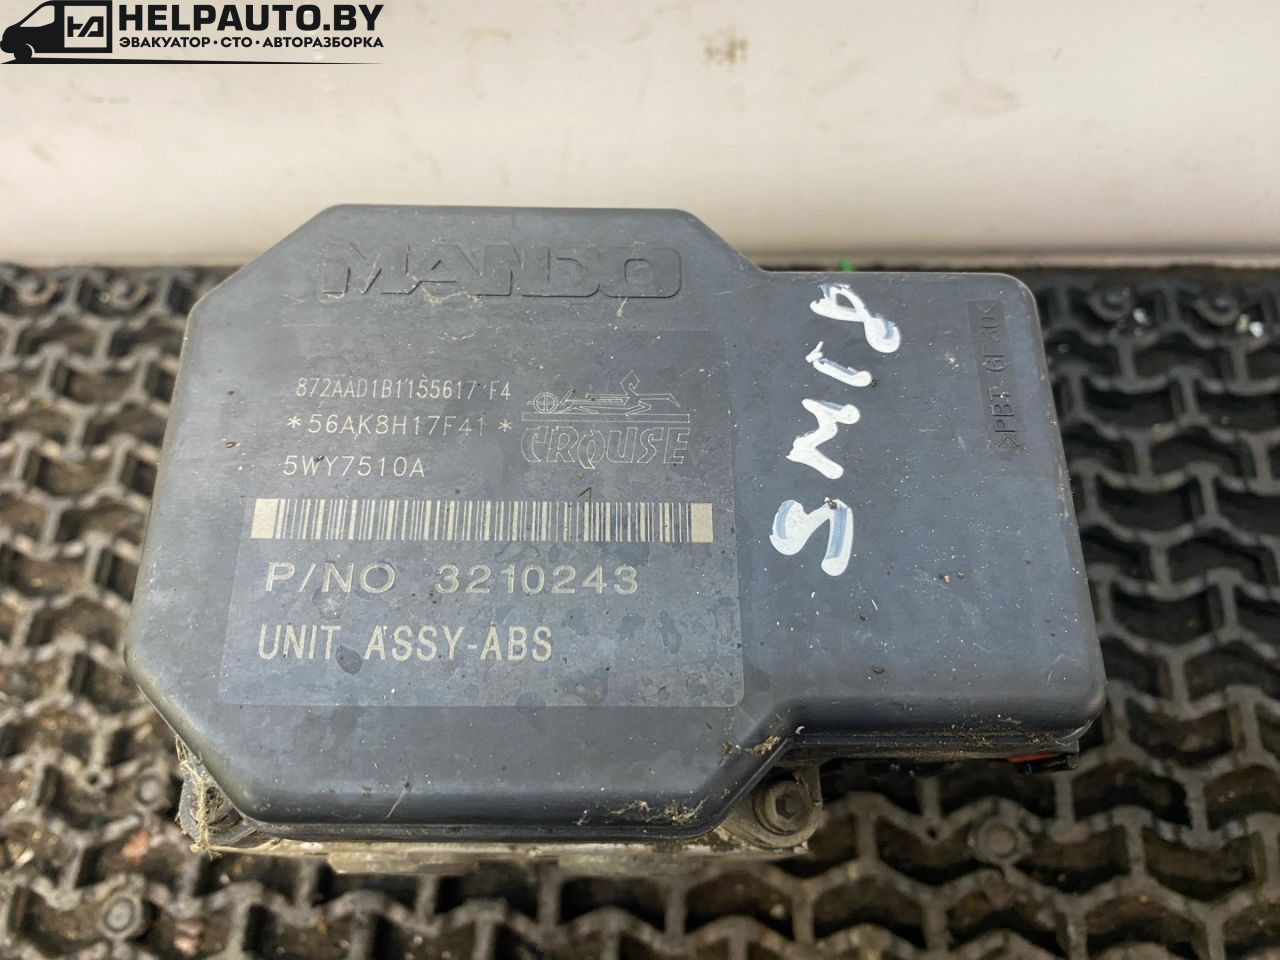 HELPAUTO.BY
ЭВАКУАТОР • СТО • АВТОРАЗБОРКА
MANDO
872AAD1B1155617 F4
*56AK8H17F41*
5WY7510A
CROUSE
P/NO 3210243
UNIT ASSY-ABS